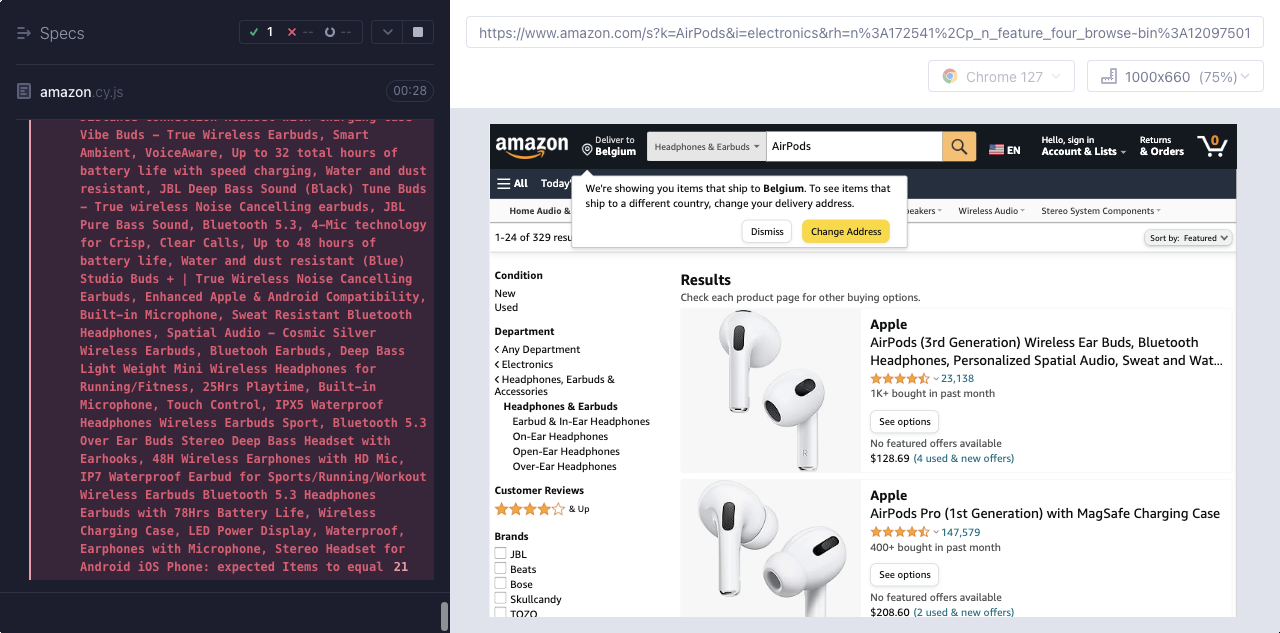 Specs
1
--
--
amazon.cy.js
00:28
Distance Connection Headset with Charging Case
Vibe Buds - True Wireless Earbuds, Smart
Ambient, VoiceAware, Up to 32 total hours of
battery life with speed charging, Water and dust
resistant, JBL Deep Bass Sound (Black) Tune Buds
- True wireless Noise Cancelling earbuds, JBL
Pure Bass Sound, Bluetooth 5.3, 4-Mic technology
for Crisp, Clear Calls, Up to 48 hours of
battery life, Water and dust resistant (Blue)
Studio Buds + | True Wireless Noise Cancelling
Earbuds, Enhanced Apple & Android Compatibility,
Built-in Microphone, Sweat Resistant Bluetooth
Headphones, Spatial Audio - Cosmic Silver
Wireless Earbuds, Bluetooh Earbuds, Deep Bass
Light Weight Mini Wireless Headphones for
Running/Fitness, 25Hrs Playtime, Built-in
Microphone, Touch Control, IPX5 Waterproof
Headphones Wireless Earbuds Sport, Bluetooth 5.3
Over Ear Buds Stereo Deep Bass Headset with
Earhooks, 48H Wireless Earphones with HD Mic,
IP7 Waterproof Earbud for Sports/Running/Workout
Wireless Earbuds Bluetooth 5.3 Headphones
Earbuds with 78Hrs Battery Life, Wireless
Charging Case, LED Power Display, Waterproof,
Earphones with Microphone, Stereo Headset for
Android iOS Phone: expected Items to equal 21
https://www.amazon.com/s?k=AirPods&i=electronics&rh=n%3A172541%2Cp_n_feature_four_browse-bin%3A12097501
Chrome 127
1000x660 (75%)
amazon
Deliver to
Belgium
Headphones & Earbuds
AirPods
EN
Hello, sign in
Account & Lists
Returns
& Orders
0
All
Today'
We're showing you items that ship to Belgium. To see items that
ship to a different country, change your delivery address.
Dismiss
Change Address
Home Audio &
peakers
Wireless Audio
Stereo System Components
1-24 of 329 resu
Sort by: Featured
Condition
New
Used
Department
Any Department
Electronics
Headphones, Earbuds &
Accessories
Headphones & Earbuds
Earbud & In-Ear Headphones
On-Ear Headphones
Open-Ear Headphones
Over-Ear Headphones
Customer Reviews
& Up
Brands
JBL
Beats
Bose
Skullcandy
TOZO
Results
Check each product page for other buying options.
Apple
AirPods (3rd Generation) Wireless Ear Buds, Bluetooth
Headphones, Personalized Spatial Audio, Sweat and Wat...
23,138
1K+ bought in past month
See options
No featured offers available
$128.69 (4 used & new offers)
Apple
AirPods Pro (1st Generation) with MagSafe Charging Case
147,579
400+ bought in past month
See options
No featured offers available
$208.60 (2 used & new offers)